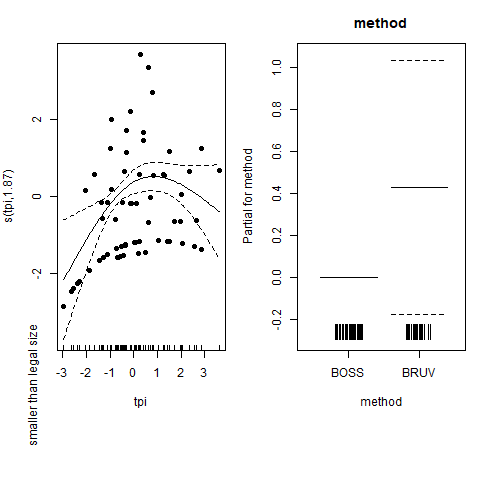 method
s(tpi,1.87)
smaller than legal size
2
0
-2
-3
-2
-1
0
1
2
3
tpi
Partial for method
1.0
0.8
0.6
0.4
0.2
0.0
-0.2
BOSS
BRUV
method